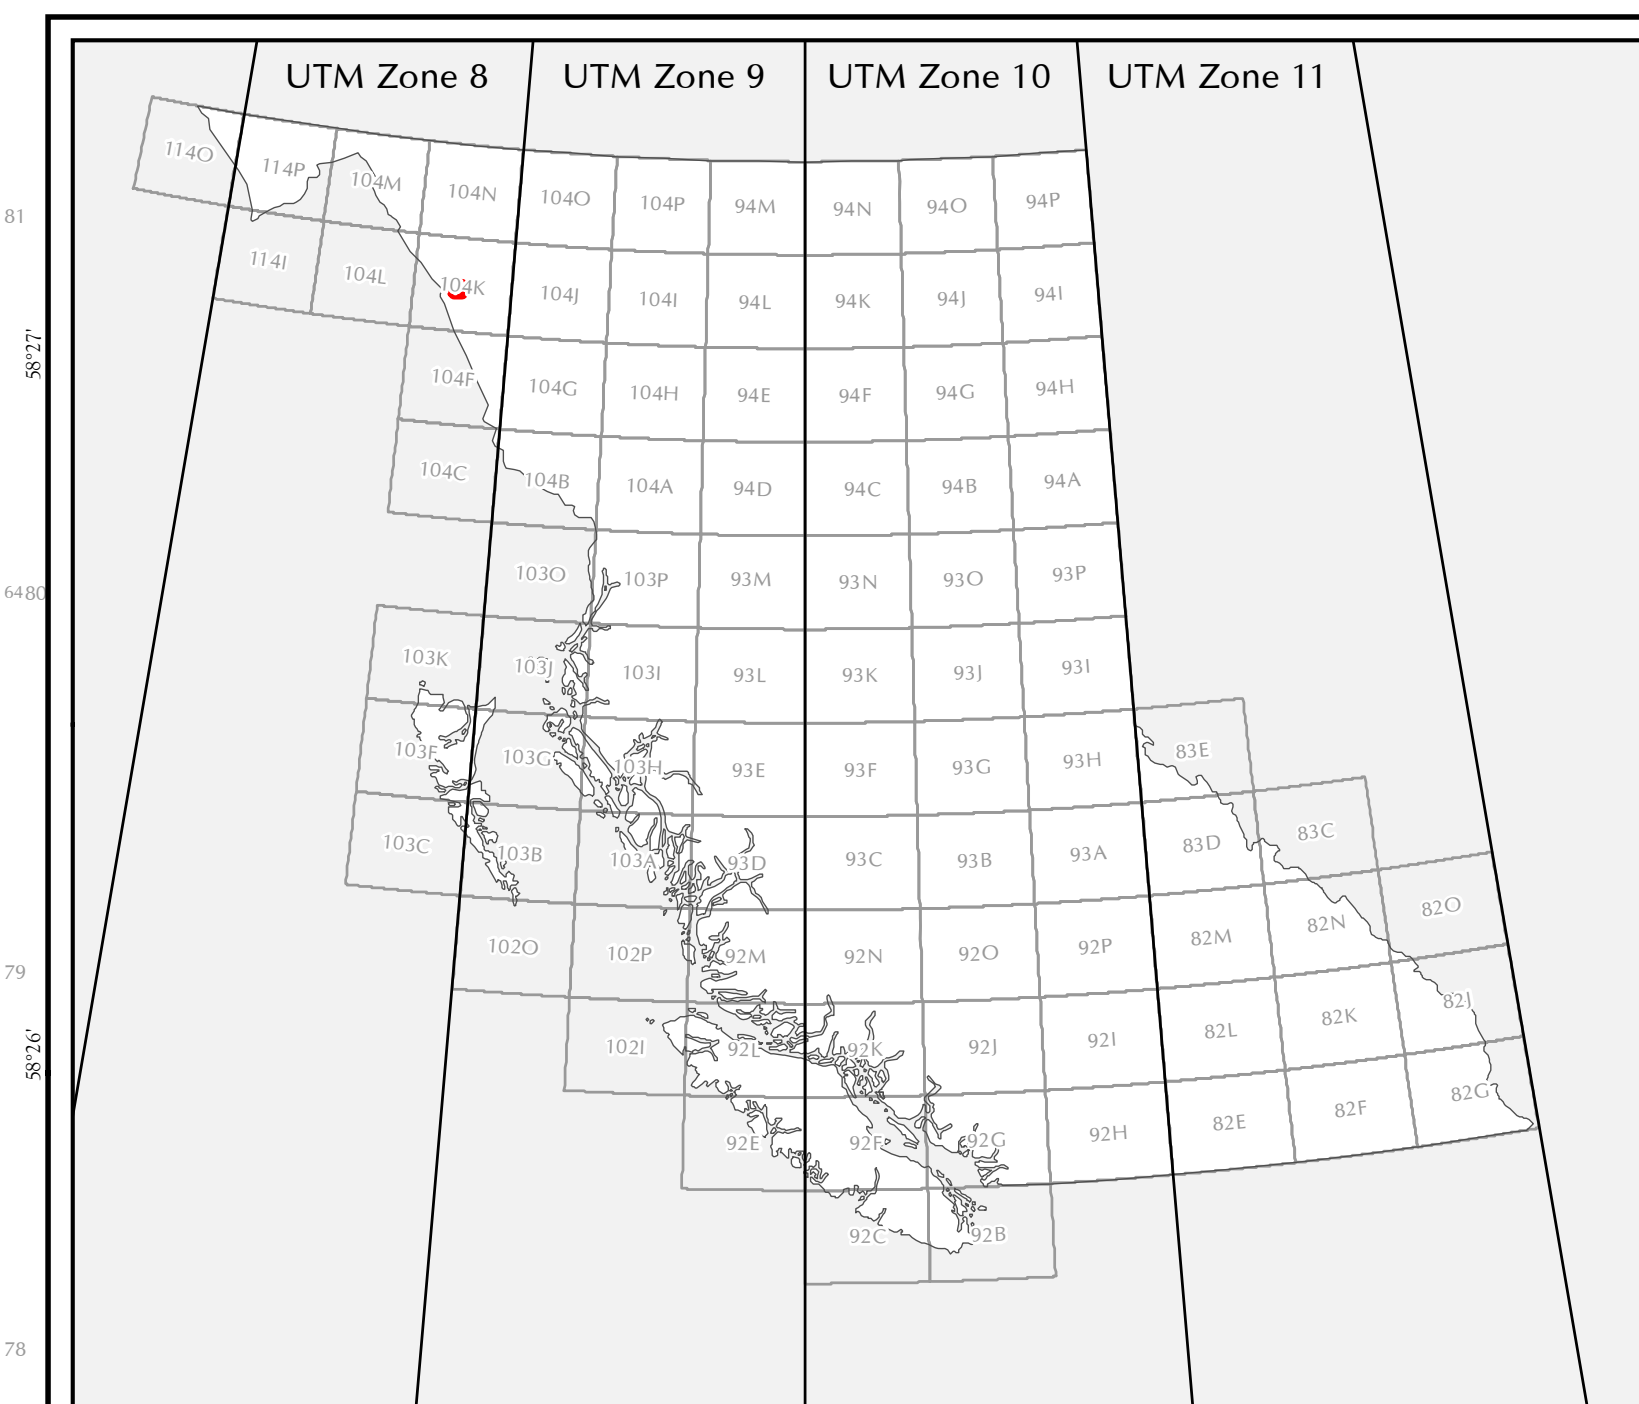 UTM Zone 8 UTM Zone 9 UTM Zone 10 UTM Zone 11
114O 114P 104M 104N 104O 104P 94M 94N 94O 94P
81
114I 104L 104K 104J 104I 94L 94K 94J 94I
58°27'
104F 104G 104H 94E 94F 94G 94H
104C 104B 104A 94D 94C 94B 94A
103O 103P 93M 93N 93O 93P
6480
103K 103J 103I 93L 93K 93J 93I
103F 103G 103H 93E 93F 93G 93H 83E
103C 103B 103A 93D 93C 93B 93A 83D 83C
102O 102P 92M 92N 92O 92P 82M 82N 82O
79
102I 92L 92K 92J 92I 82L 82K 82J
58°26'
92E 92F 92G 92H 82E 82F 82G
92C 92B
78